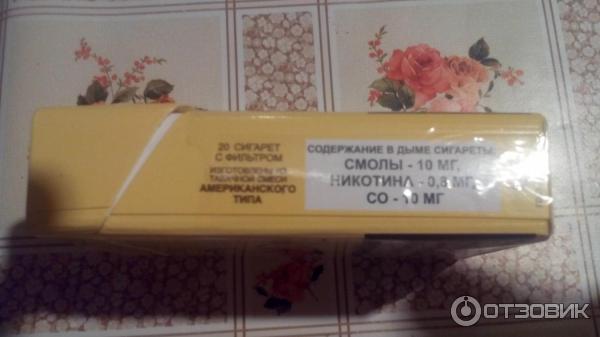 20 СИГАРЕТ
С ФИЛЬТРОМ
ИЗГОТОВЛЕНЫ ИЗ
ТАБАЧНОЙ СМЕСИ
АМЕРИКАНСКОГО
ТИПА
СОДЕРЖАНИЕ В ДЫМЕ СИГАРЕТЫ:
СМОЛЫ - 10 МГ,
НИКОТИНА - 0,8 МГ,
СО - 10 МГ
ОТЗОВИК